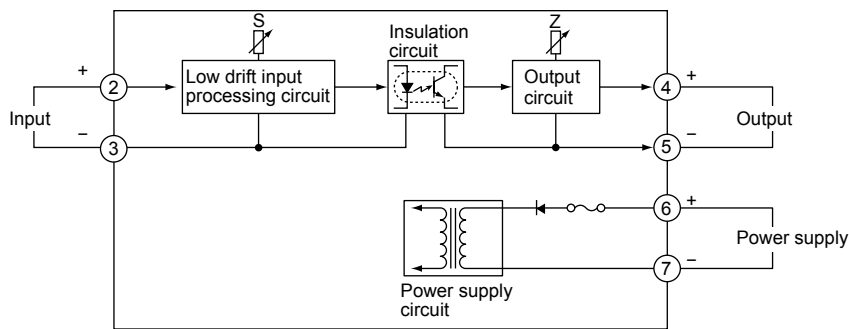 S
Z
Insulation
circuit
Low drift input
processing circuit
Output
circuit
+
2
4
+
Input
Output
−
3
5
−
6
+
Power supply
7
−
Power supply
circuit